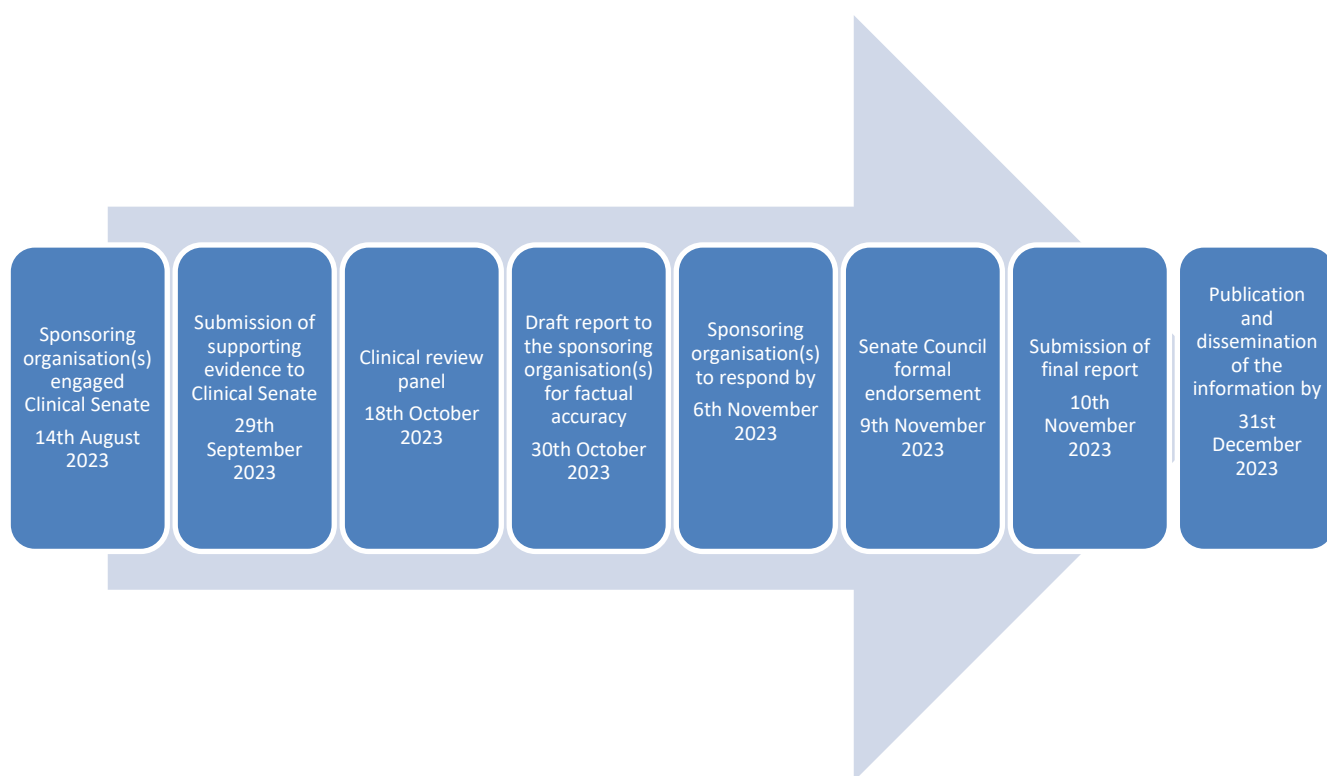 Sponsoring
organisation(s)
engaged
Clinical Senate
14th August
2023
Submission of
supporting
evidence to
Clinical Senate
29th
September
2023
Clinical review
panel
18th October
2023
Draft report to
the sponsoring
organisation(s)
for factual
accuracy
30th October
2023
Sponsoring
organisation(s)
to respond by
6th November
2023
Senate Council
formal
endorsement
9th November
2023
Submission of
final report
10th
November
2023
Publication
and
dissemination
of the
information by
31st
December
2023